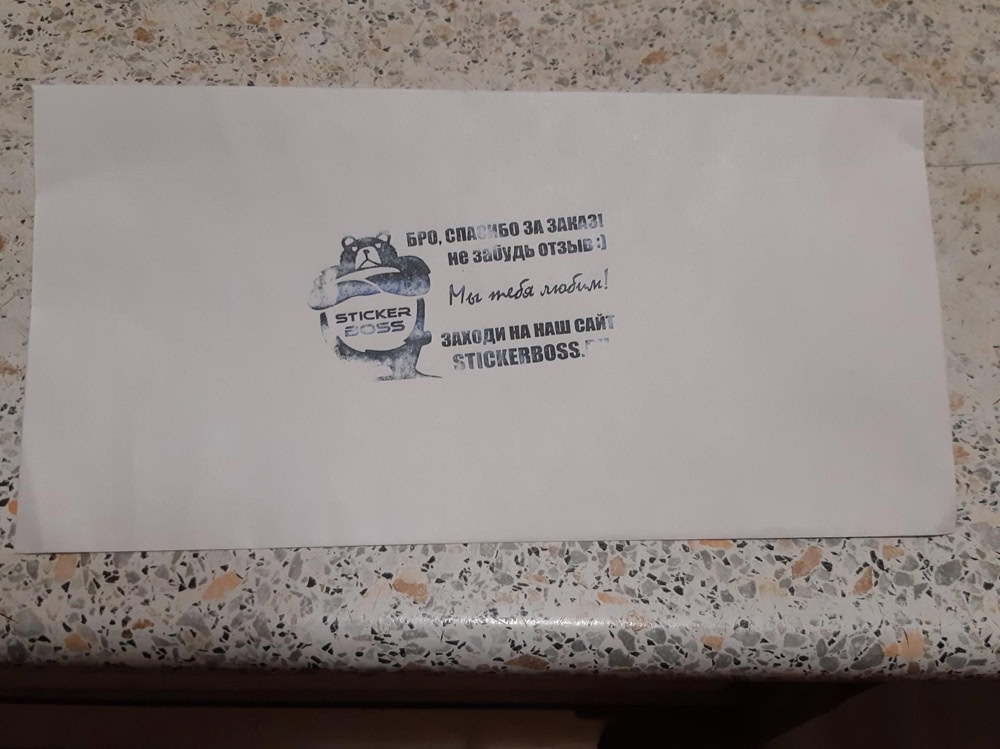 БРО, СПАСИБО ЗА ЗАКАЗ!
не забудь отзыв :)
Мы тебя любим!
STICKER
BOSS
ЗАХОДИ НА НАШ САЙТ
STICKERBOSS.